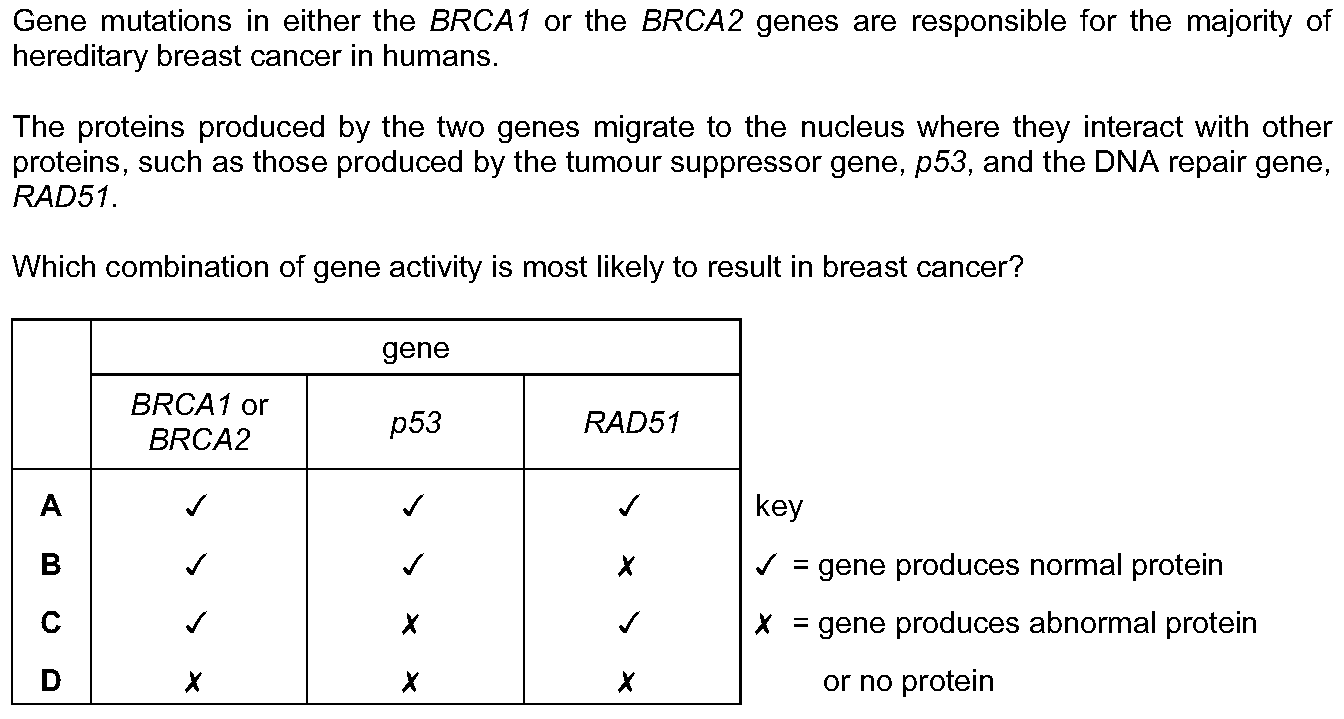 Gene mutations in either the BRCA1 or the BRCA2 genes are responsible for the majority of
hereditary breast cancer in humans.
The proteins produced by the two genes migrate to the nucleus where they interact with other
proteins, such as those produced by the tumour suppressor gene, p53, and the DNA repair gene,
RAD51.
Which combination of gene activity is most likely to result in breast cancer?
gene
BRCA1 or
BRCA2
p53
RAD51
A ✓ ✓ ✓
key
B ✓ ✓ ✗
✓ = gene produces normal protein
C ✓ ✗ ✓
✗ = gene produces abnormal protein
D ✗ ✗ ✗
or no protein